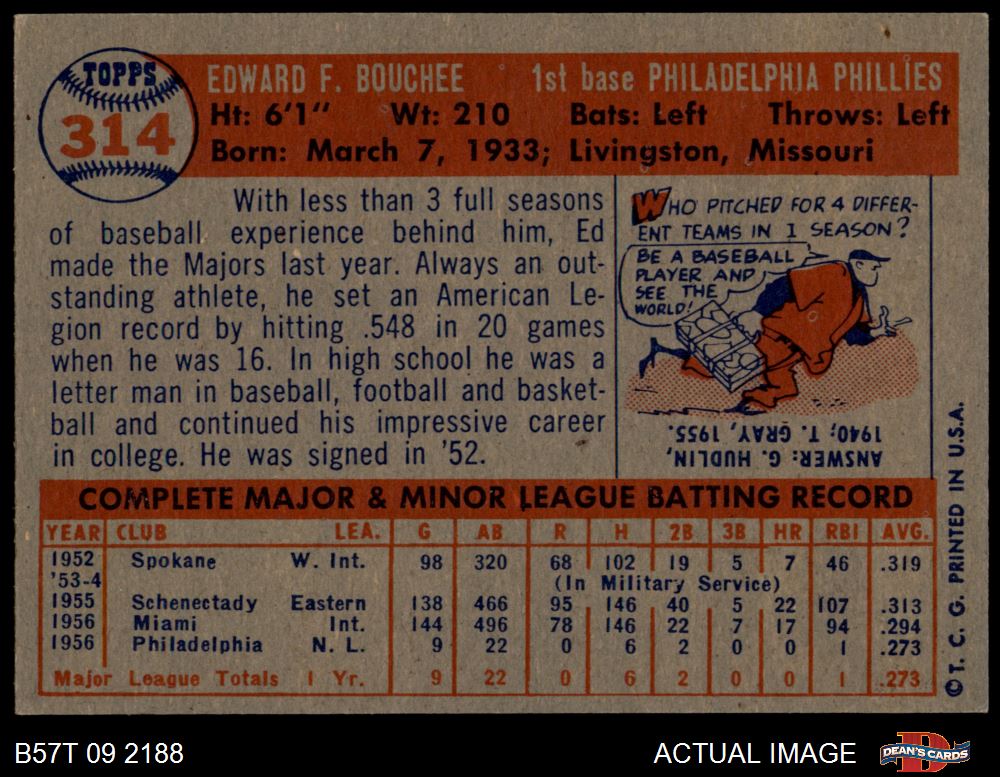 TOPPS
314
EDWARD F. BOUCHEE 1st base PHILADELPHIA PHILLIES
Ht: 6'1" Wt: 210 Bats: Left Throws: Left
Born: March 7, 1933; Livingston, Missouri
With less than 3 full seasons
of baseball experience behind him, Ed
made the Majors last year. Always an out-
standing athlete, he set an American Le-
gion record by hitting .548 in 20 games
when he was 16. In high school he was a
letter man in baseball, football and basket-
ball and continued his impressive career
in college. He was signed in '52.
WHO PITCHED FOR 4 DIFFER-
ENT TEAMS IN 1 SEASON?
BE A BASEBALL
PLAYER AND
SEE THE
WORLD!
ANSWER: G. HUDLIN,
1940; T. GRAY, 1955.
COMPLETE MAJOR & MINOR LEAGUE BATTING RECORD
YEAR CLUB LEA. G AB R H 2B 3B HR RBI AVG.
1952 Spokane W. Int. 98 320 68 102 19 5 7 46 .319
'53-4 (In Military Service)
1955 Schenectady Eastern 138 466 95 146 40 5 22 107 .313
1956 Miami Int. 144 496 78 146 22 7 17 94 .294
1956 Philadelphia N. L. 9 22 0 6 2 0 0 1 .273
Major League Totals 1 Yr. 9 22 0 6 2 0 0 1 .273
©T. C. G. PRINTED IN U.S.A.
B57T 09 2188 ACTUAL IMAGE
DEAN'S CARDS